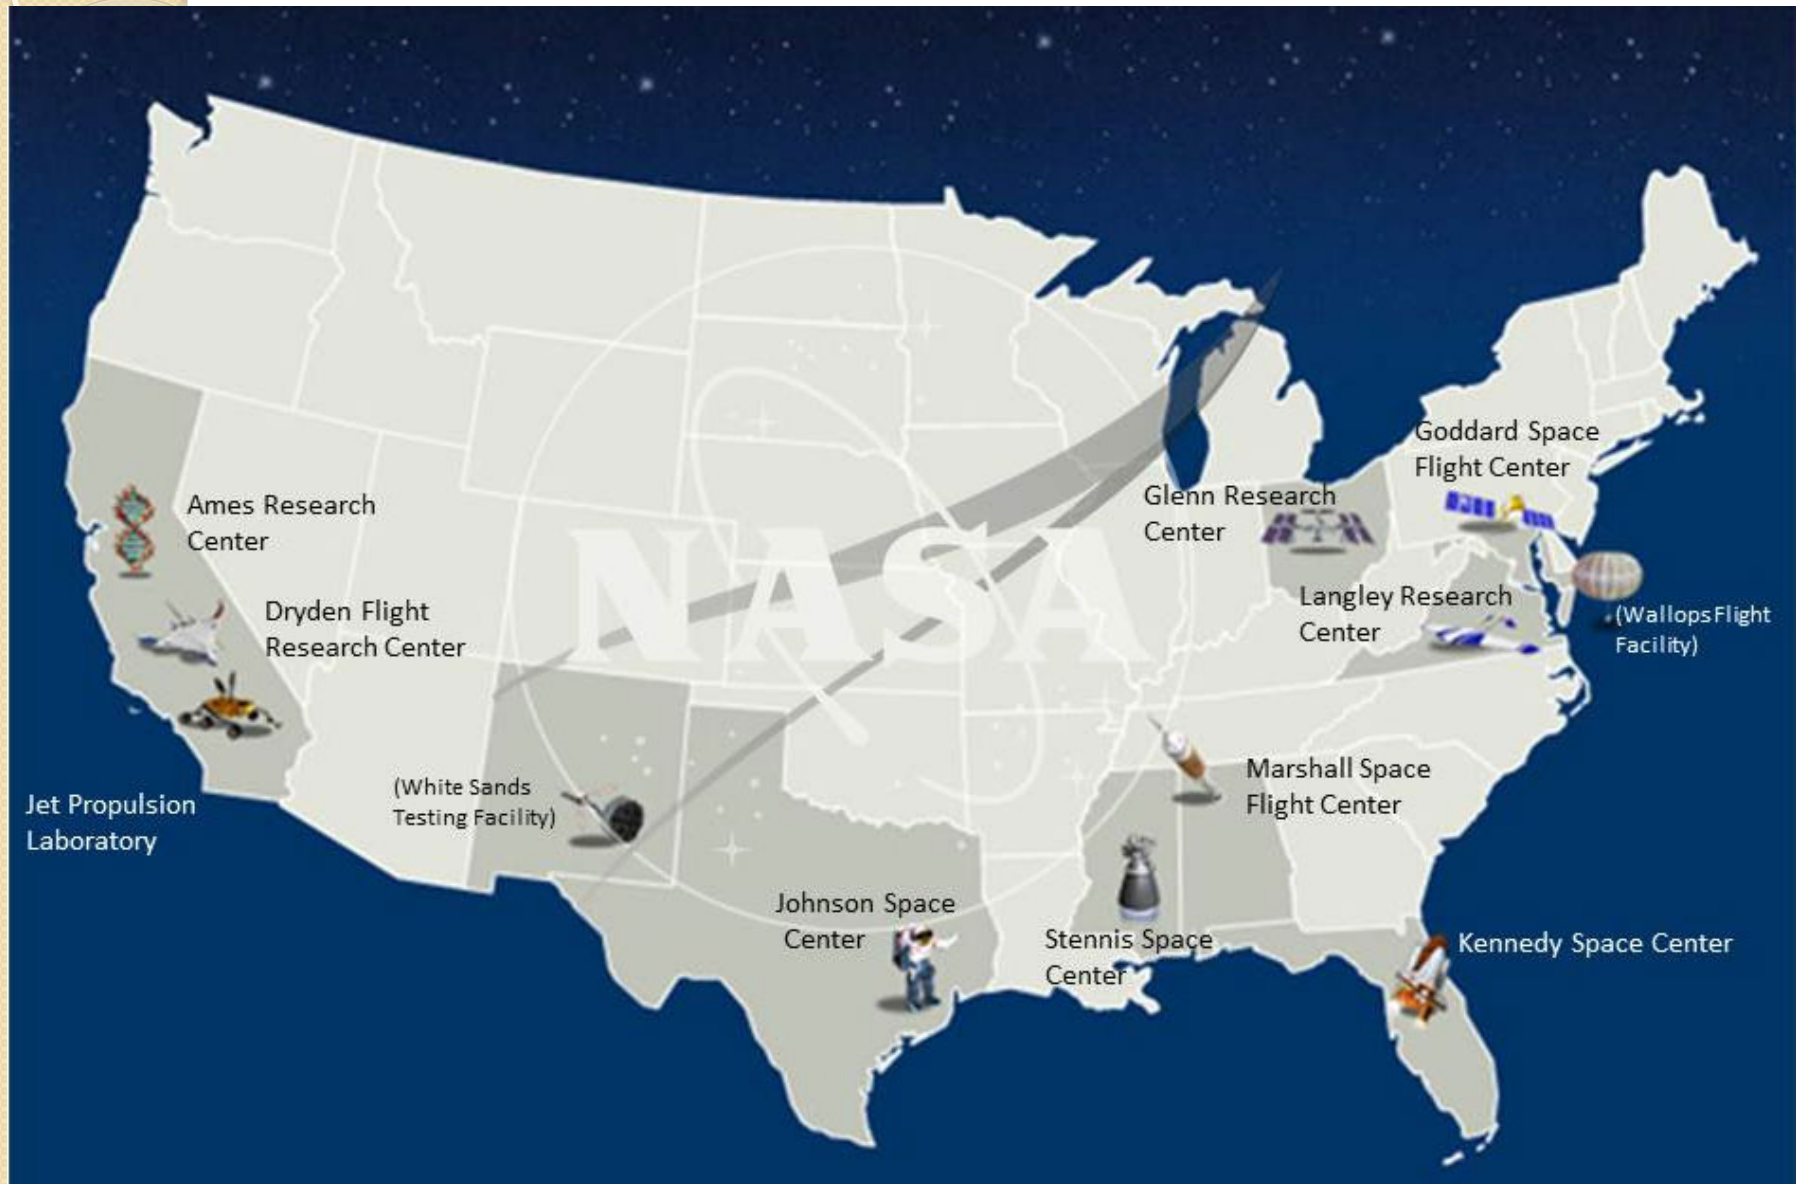 Goddard Space
Flight Center
Glenn Research
Center
Ames Research
Center
Langley Research
Center
(Wallops Flight
Facility)
Dryden Flight
Research Center
NASA
Marshall Space
Flight Center
(White Sands
Testing Facility)
Jet Propulsion
Laboratory
Johnson Space
Center
Stennis Space
Center
Kennedy Space Center